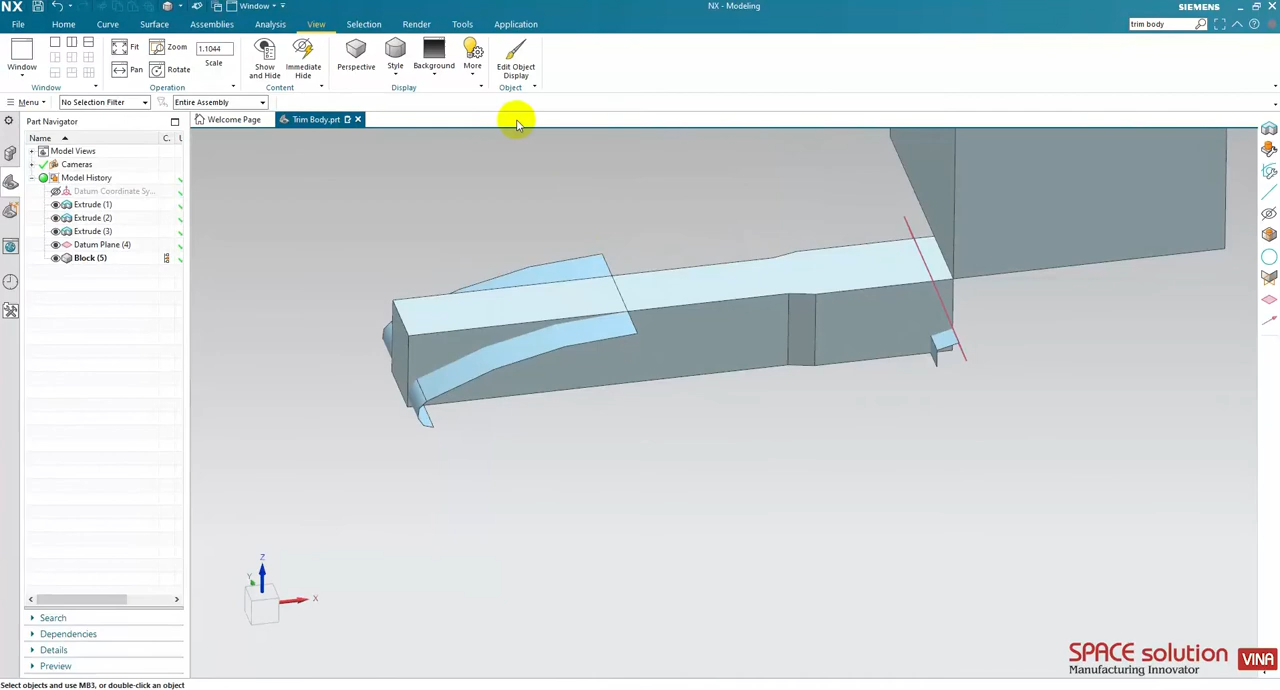 NX
Window
NX - Modeling
SIEMENS
File
Home
Curve
Surface
Assemblies
Analysis
View
Selection
Render
Tools
Application
trim body
Window
Fit
Zoom
1.1044
Pan
Rotate
Scale
Show and Hide
Immediate Hide
Perspective
Style
Background
More
Edit Object Display
Window
Operation
Content
Display
Object
Menu
No Selection Filter
Entire Assembly
Part Navigator
Welcome Page
Trim Body.prt
Name
C.
Model Views
Cameras
Model History
Datum Coordinate Sy...
Extrude (1)
Extrude (2)
Extrude (3)
Datum Plane (4)
Block (5)
Z
Y
X
Search
Dependencies
Details
Preview
SPACE solution
Manufacturing Innovator
VINA
Select objects and use MB3, or double-click an object